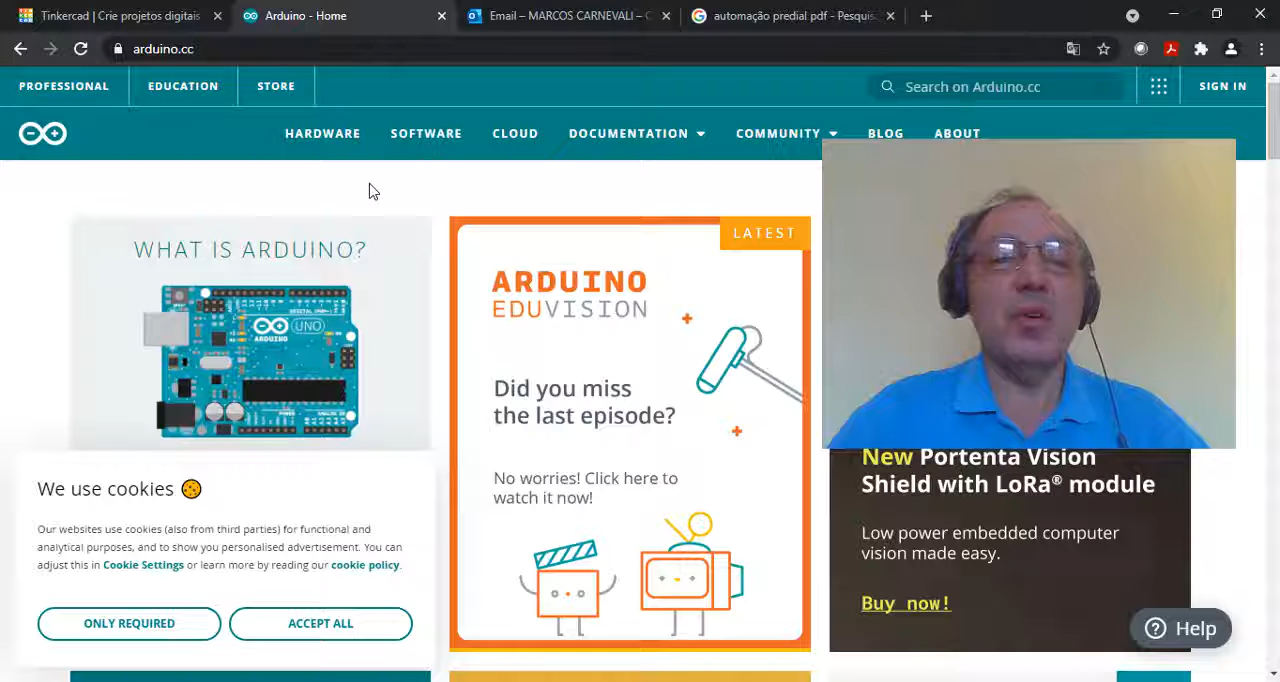 Tinkercad | Crie projetos digitais
Arduino - Home
Email – MARCOS CARNEVALI – C
automação predial pdf - Pesquis
arduino.cc
PROFESSIONAL
EDUCATION
STORE
Search on Arduino.cc
SIGN IN
HARDWARE
SOFTWARE
CLOUD
DOCUMENTATION
COMMUNITY
BLOG
ABOUT
WHAT IS ARDUINO?
UNO
ARDUINO
LATEST
ARDUINO
EDUVISION
Did you miss
the last episode?
No worries! Click here to
watch it now!
New Portenta Vision
Shield with LoRa® module
Low power embedded computer
vision made easy.
Buy now!
We use cookies
Our websites use cookies (also from third parties) for functional and
analytical purposes, and to show you personalised advertisement. You can
adjust this in Cookie Settings or learn more by reading our cookie policy.
ONLY REQUIRED
ACCEPT ALL
Help